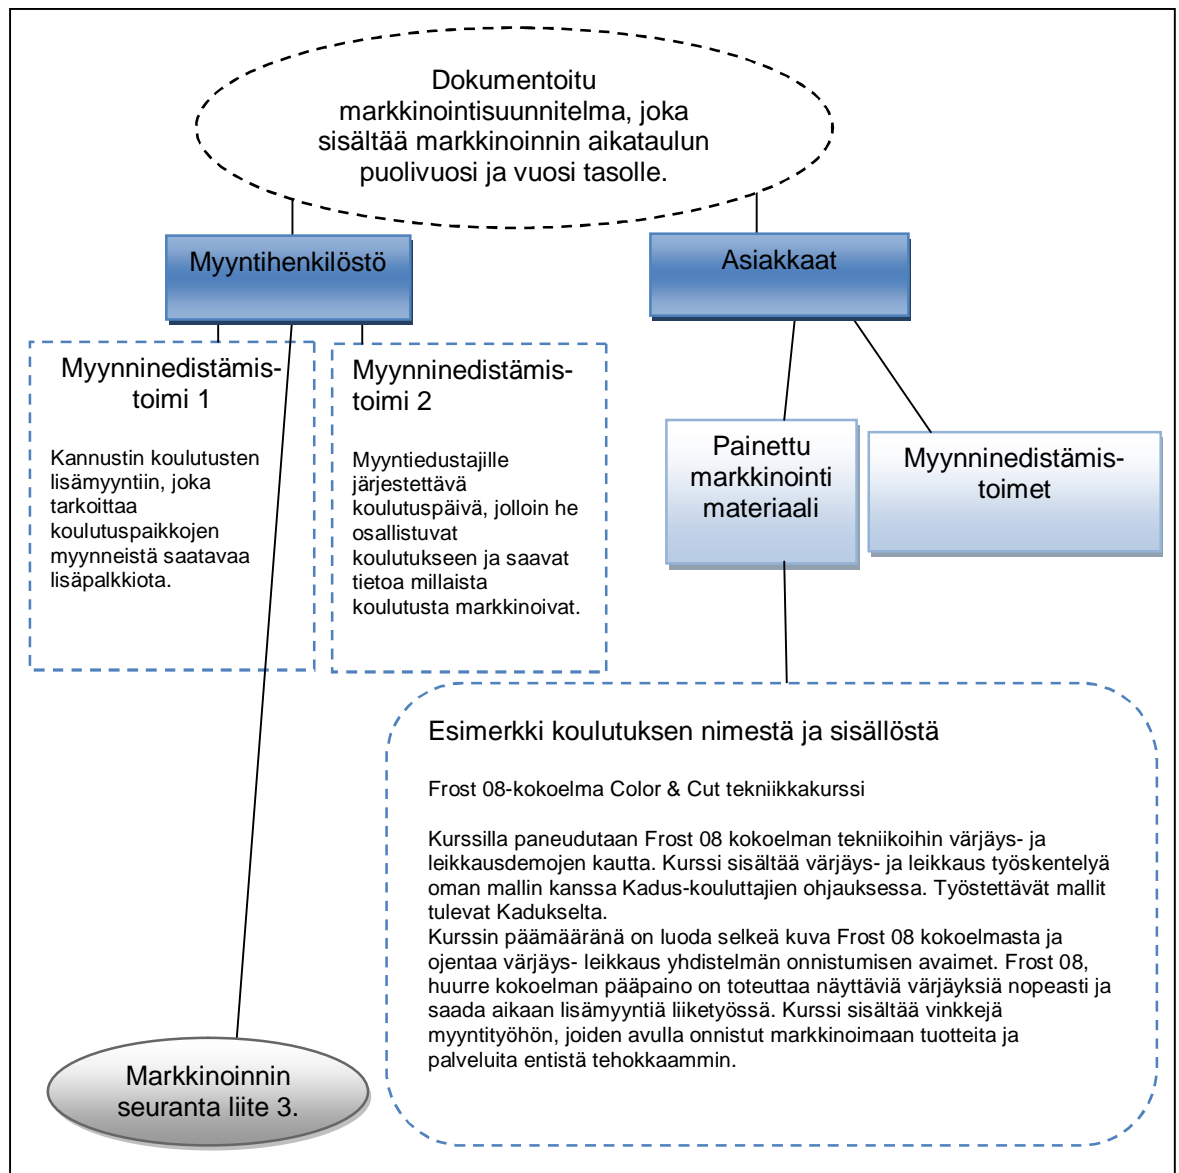 Dokumentoitu
markkinointisuunnitelma, joka
sisältää markkinoinnin aikataulun
puolivuosi ja vuosi tasolle.
Myyntihenkilöstö
Asiakkaat
Myynninedistämis-
toimi 1
Kannustin koulutusten
lisämyyntiin, joka
tarkoittaa
koulutuspaikkojen
myynneistä saatavaa
lisäpalkkiota.
Myynninedistämis-
toimi 2
Myyntiedustajille
järjestettävä
koulutuspäivä, jolloin he
osallistuvat
koulutukseen ja saavat
tietoa millaista
koulutusta markkinoivat.
Painettu
markkinointi
materiaali
Myynninedistämis-
toimet
Esimerkki koulutuksen nimestä ja sisällöstä
Frost 08-kokoelma Color & Cut tekniikkakurssi
Kurssilla paneudutaan Frost 08 kokoelman tekniikoihin värjäys- ja
leikkausdemojen kautta. Kurssi sisältää värjäys- ja leikkaus työskentelyä
oman mallin kanssa Kadus-kouluttajien ohjauksessa. Työstettävät mallit
tulevat Kadukselta.
Kurssin päämääränä on luoda selkeä kuva Frost 08 kokoelmasta ja
ojentaa värjäys- leikkaus yhdistelmän onnistumisen avaimet. Frost 08,
huurre kokoelman pääpaino on toteuttaa näyttäviä värjäyksiä nopeasti ja
saada aikaan lisämyyntiä liiketyössä. Kurssi sisältää vinkkejä
myyntityöhön, joiden avulla onnistut markkinoimaan tuotteita ja
palveluita entistä tehokkaammin.
Markkinoinnin
seuranta liite 3.